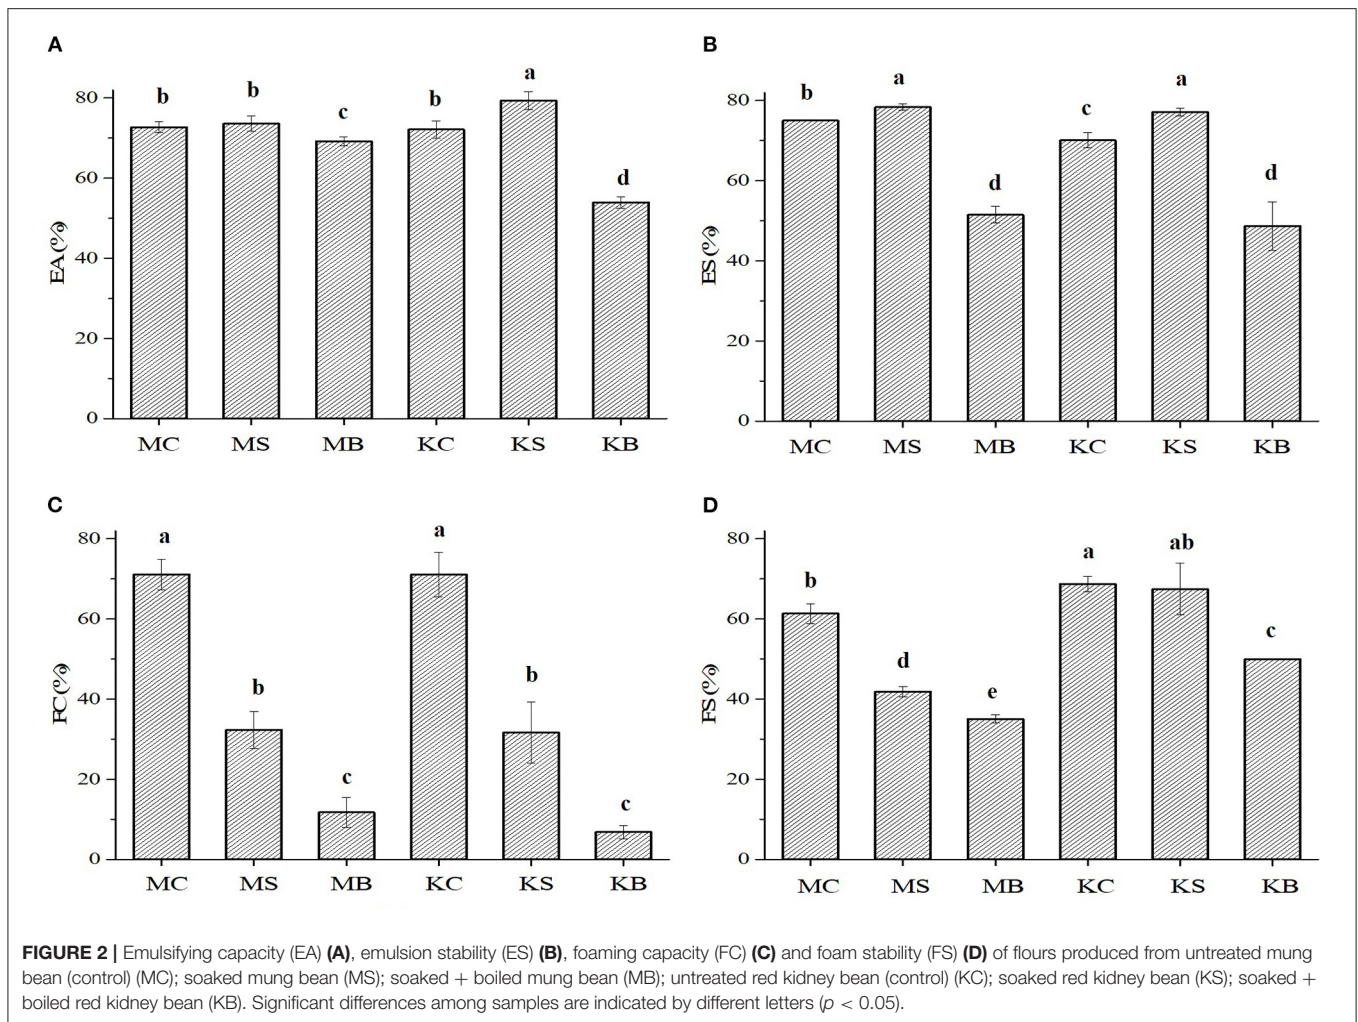 A
EA (%)
80
60
40
20
0
b
b
c
b
a
d
MC MS MB KC KS KB
B
ES (%)
80
60
40
20
0
b
a
d
c
a
d
MC MS MB KC KS KB
C
FC (%)
80
60
40
20
0
a
b
c
a
b
c
MC MS MB KC KS KB
D
FS (%)
80
60
40
20
0
b
d
e
a
ab
c
MC MS MB KC KS KB
FIGURE 2 | Emulsifying capacity (EA) (A), emulsion stability (ES) (B), foaming capacity (FC) (C) and foam stability (FS) (D) of flours produced from untreated mung
bean (control) (MC); soaked mung bean (MS); soaked + boiled mung bean (MB); untreated red kidney bean (control) (KC); soaked red kidney bean (KS); soaked +
boiled red kidney bean (KB). Significant differences among samples are indicated by different letters (p < 0.05).